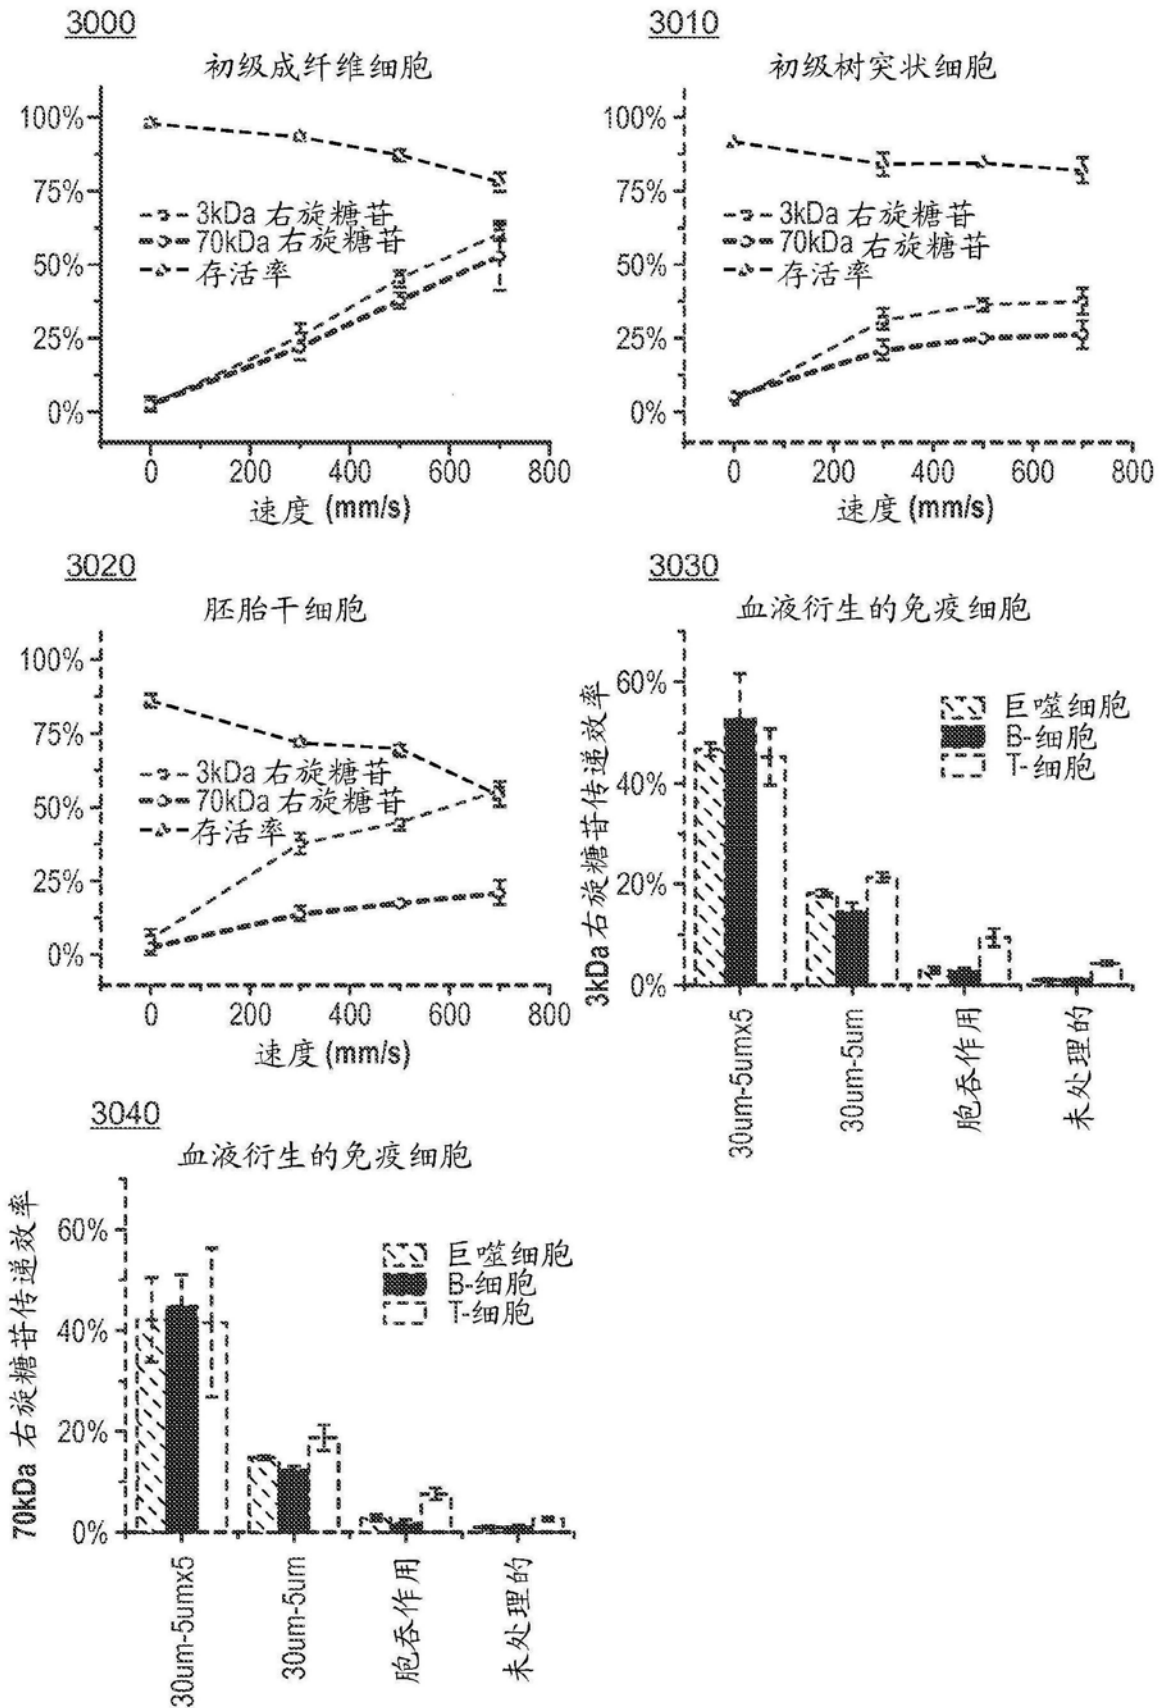 3000
初级成纤维细胞
100%
75%
50%
25%
0%
3kDa 右旋糖苷
70kDa 右旋糖苷
存活率
0 200 400 600 800
速度 (mm/s)
3010
初级树突状细胞
100%
75%
50%
25%
0%
3kDa 右旋糖苷
70kDa 右旋糖苷
存活率
0 200 400 600 800
速度 (mm/s)
3020
胚胎干细胞
100%
75%
50%
25%
0%
3kDa 右旋糖苷
70kDa 右旋糖苷
存活率
0 200 400 600 800
速度 (mm/s)
3030
血液衍生的免疫细胞
3kDa 右旋糖苷传递效率
60%
40%
20%
0%
巨噬细胞
B-细胞
T-细胞
30um-5umx5
30um-5um
胞吞作用
未处理的
3040
血液衍生的免疫细胞
70kDa 右旋糖苷传递效率
60%
40%
20%
0%
巨噬细胞
B-细胞
T-细胞
30um-5umx5
30um-5um
胞吞作用
未处理的